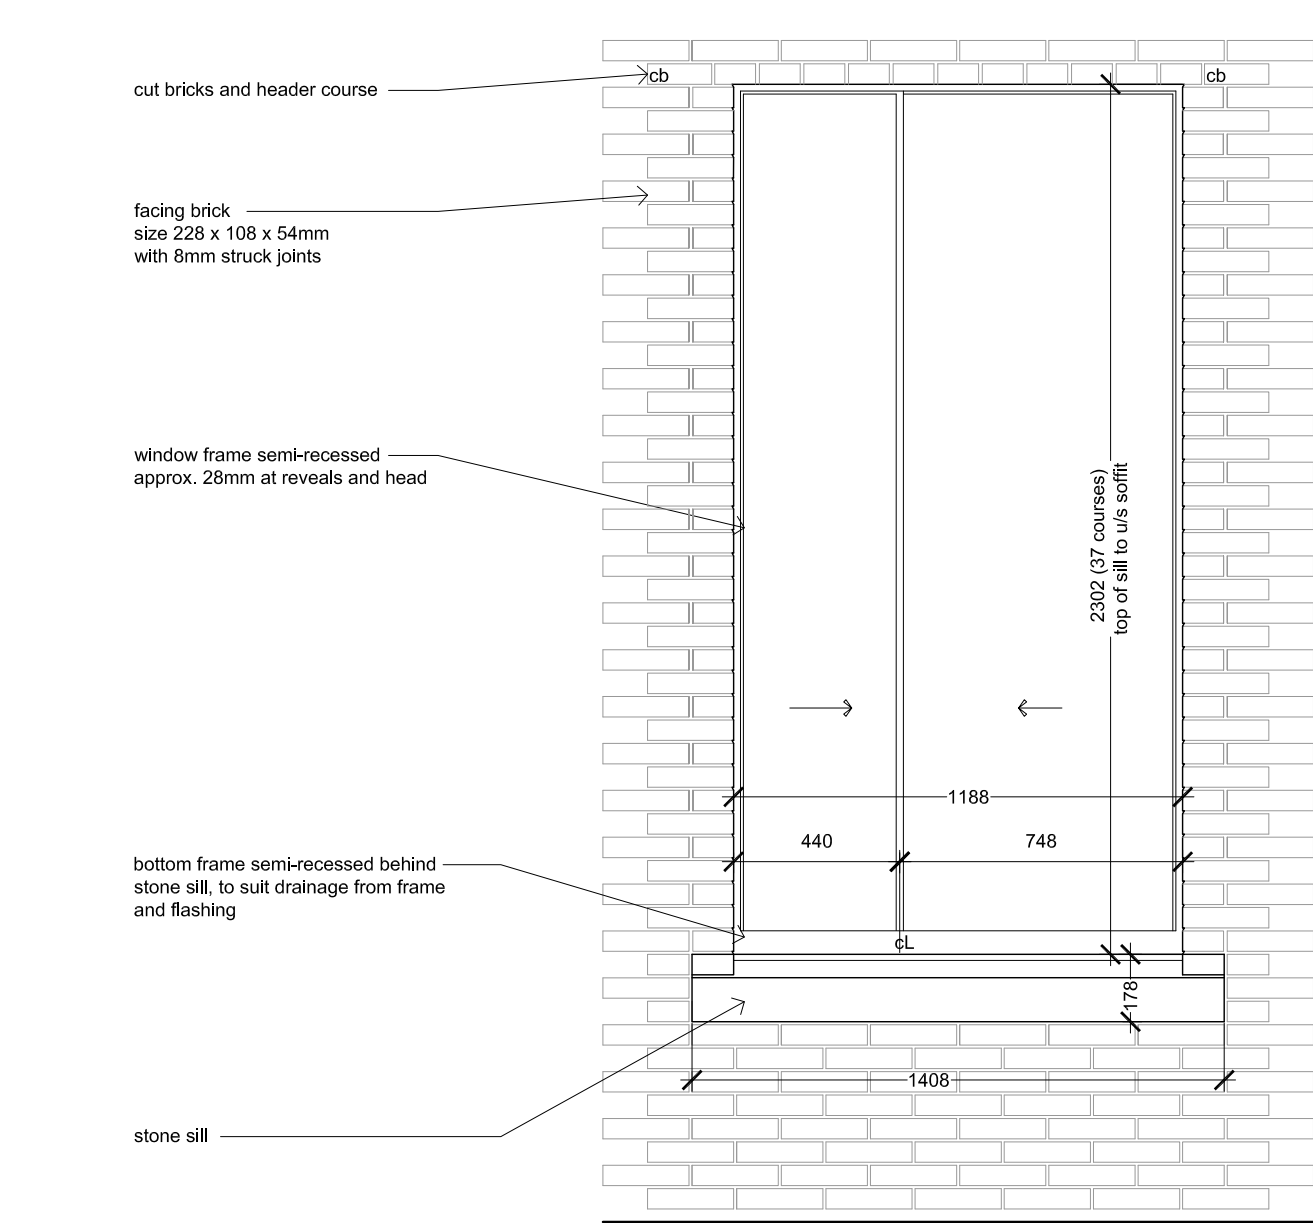 cut bricks and header course
cb
cb
facing brick
size 228 x 108 x 54mm
with 8mm struck joints
window frame semi-recessed
approx. 28mm at reveals and head
2302 (37 courses)
top of sill to u/s soffit
1188
440
748
bottom frame semi-recessed behind
stone sill, to suit drainage from frame
and flashing
cL
178
1408
stone sill